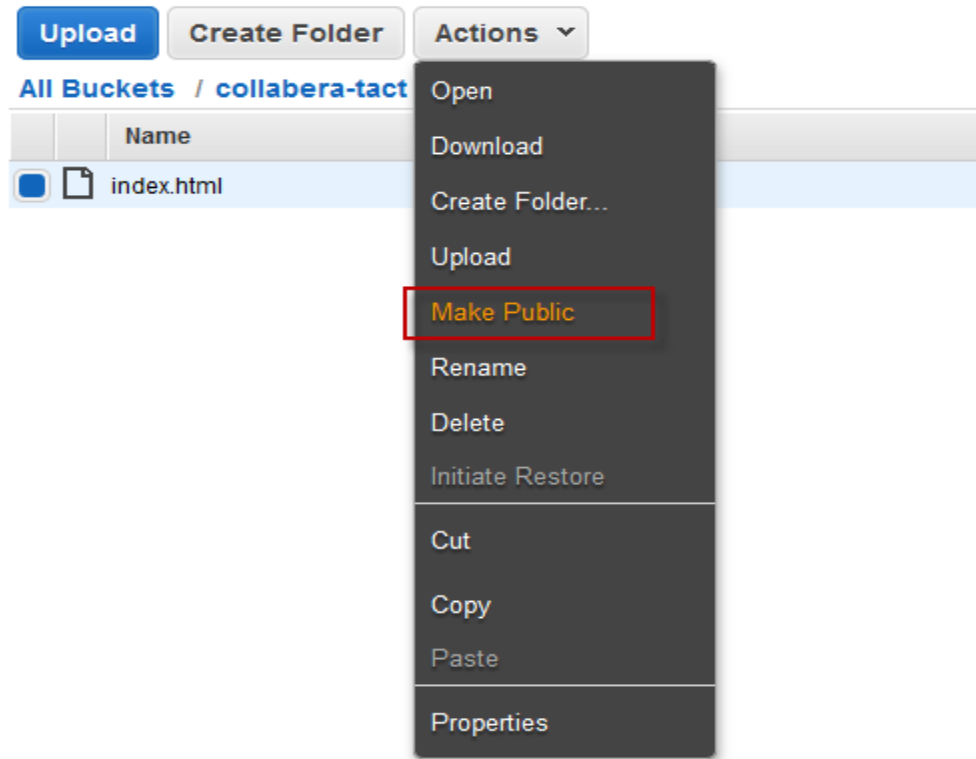 Upload Create Folder Actions
All Buckets / collabera-tact
Name
index.html
Open
Download
Create Folder...
Upload
Make Public
Rename
Delete
Initiate Restore
Cut
Copy
Paste
Properties